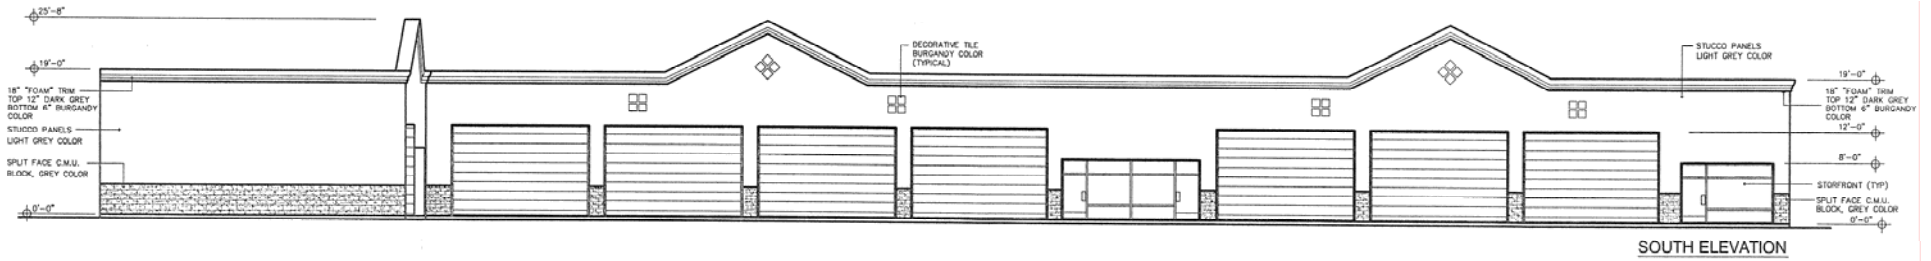 25'-8"
19'-0"
18" "FOAM" TRIM
TOP 12" DARK GREY
BOTTOM 6" BURGANDY
COLOR
STUCCO PANELS
LIGHT GREY COLOR
SPLIT FACE C.M.U.
BLOCK, GREY COLOR
0'-0"
DECORATIVE TILE
BURGANDY COLOR
(TYPICAL)
STUCCO PANELS
LIGHT GREY COLOR
19'-0"
18" "FOAM" TRIM
TOP 12" DARK GREY
BOTTOM 6" BURGANDY
COLOR
12'-0"
8'-0"
STORFRONT (TYP)
SPLIT FACE C.M.U.
BLOCK, GREY COLOR
0'-0"
SOUTH ELEVATION